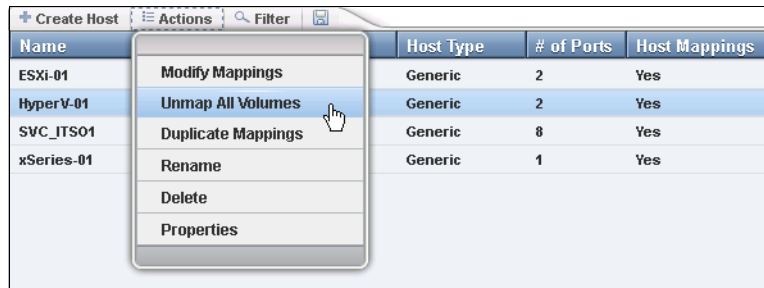 Create Host Actions Filter
Name Host Type # of Ports Host Mappings
ESXi-01 Generic 2 Yes
HyperV-01 Generic 2 Yes
SVC_ITSO1 Generic 8 Yes
xSeries-01 Generic 1 Yes
Modify Mappings
Unmap All Volumes
Duplicate Mappings
Rename
Delete
Properties